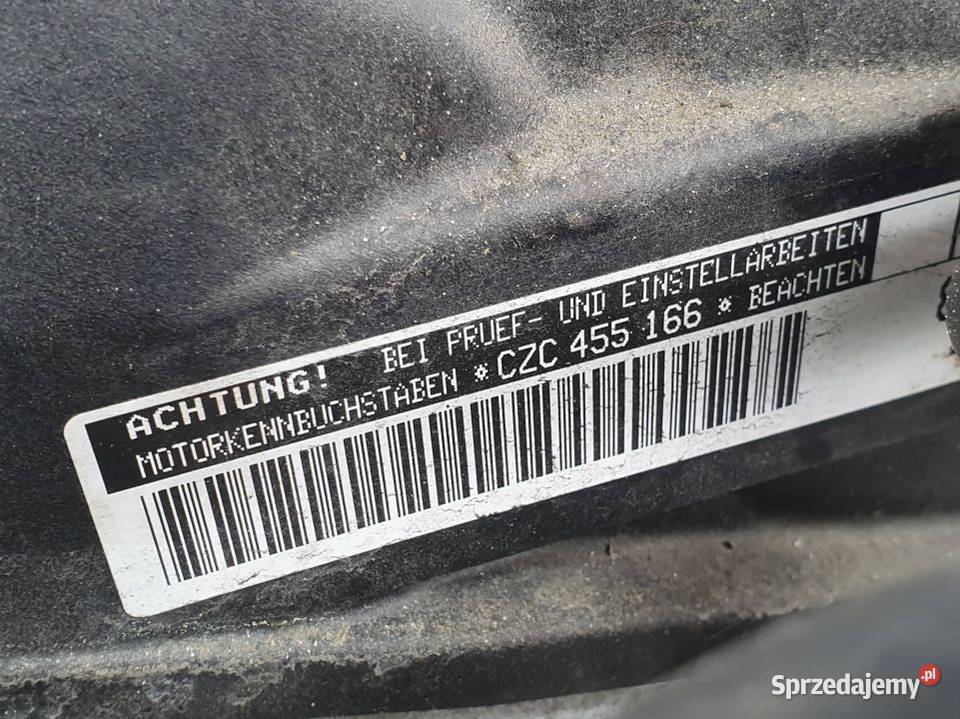 ACHTUNG! BEI PRUEF- UND EINSTELLARBEITEN
MOTORKENNBUCHSTABEN * CZC 455 166 * BEACHTEN
Sprzedajemy.pl